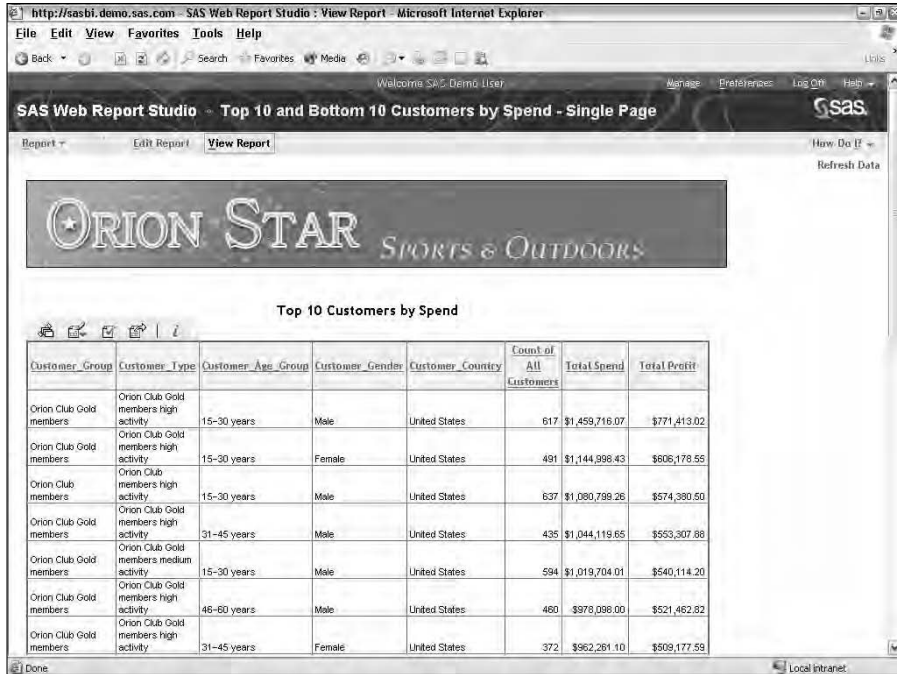 http://sasbi.demo.sas.com - SAS Web Report Studio : View Report - Microsoft Internet Explorer
File Edit View Favorites Tools Help
Back Search Favorites Media Links
Welcome SAS Demo User Manage Preferences Log Off Help
SAS Web Report Studio - Top 10 and Bottom 10 Customers by Spend - Single Page sas.
Report Edit Report View Report How Do I?
Refresh Data
ORION STAR SPORTS & OUTDOORS
Top 10 Customers by Spend
Customer_Group Customer_Type Customer_Age_Group Customer_Gender Customer_Country Count of All Customers Total Spend Total Profit
Orion Club Gold members Orion Club Gold members high activity 15-30 years Male United States 617 $1,459,716.07 $771,413.02
Orion Club Gold members Orion Club Gold members high activity 15-30 years Female United States 491 $1,144,998.43 $606,178.55
Orion Club members Orion Club members high activity 15-30 years Male United States 637 $1,080,799.26 $574,380.50
Orion Club Gold members Orion Club Gold members high activity 31-45 years Male United States 435 $1,044,119.65 $553,307.88
Orion Club Gold members Orion Club Gold members medium activity 15-30 years Male United States 594 $1,019,704.01 $540,114.20
Orion Club Gold members Orion Club Gold members high activity 46-60 years Male United States 460 $978,098.00 $521,462.82
Orion Club Gold members Orion Club Gold members high activity 31-45 years Female United States 372 $962,261.10 $509,177.59
Done Local intranet